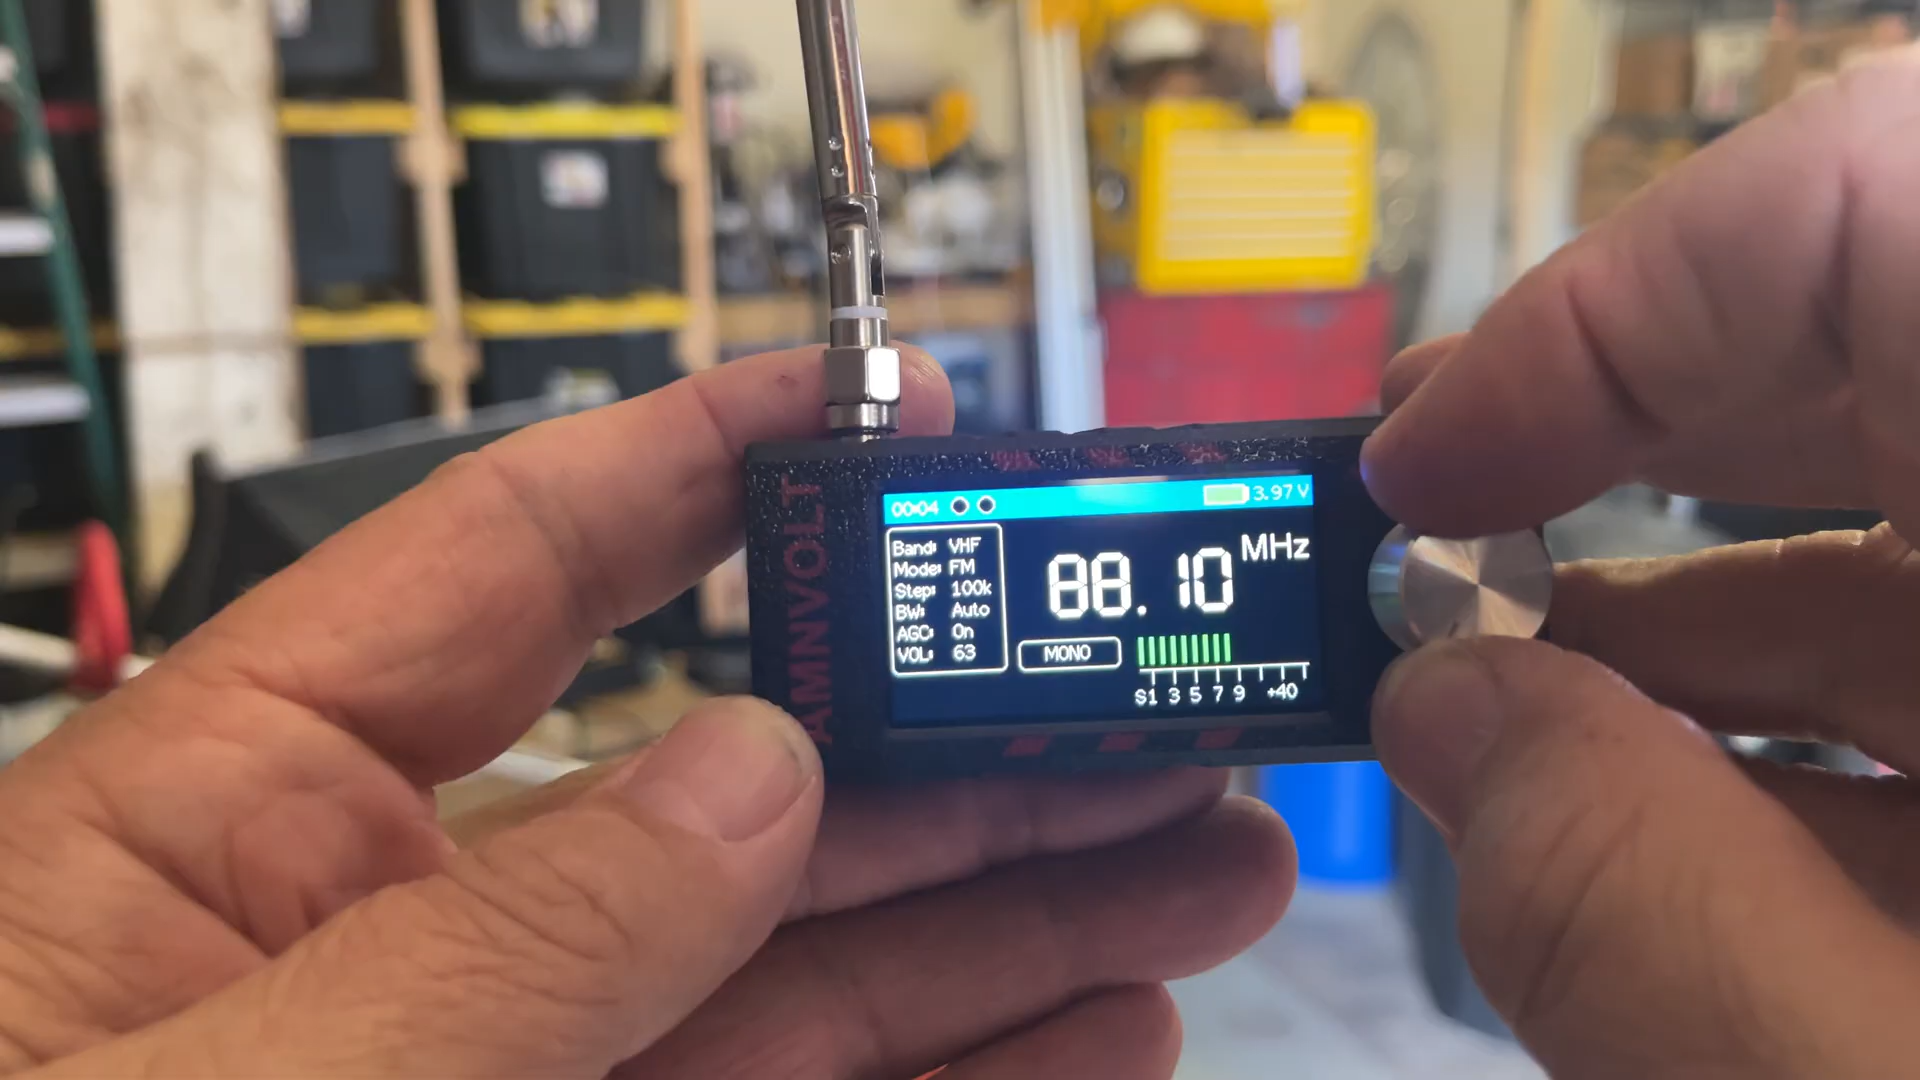 AMNVOLT
00:04
3.97V
Band: VHF
Mode: FM
Step: 100k
BW: Auto
AGC: On
VOL: 63
88.10 MHz
MONO
S1 3 5 7 9 +40